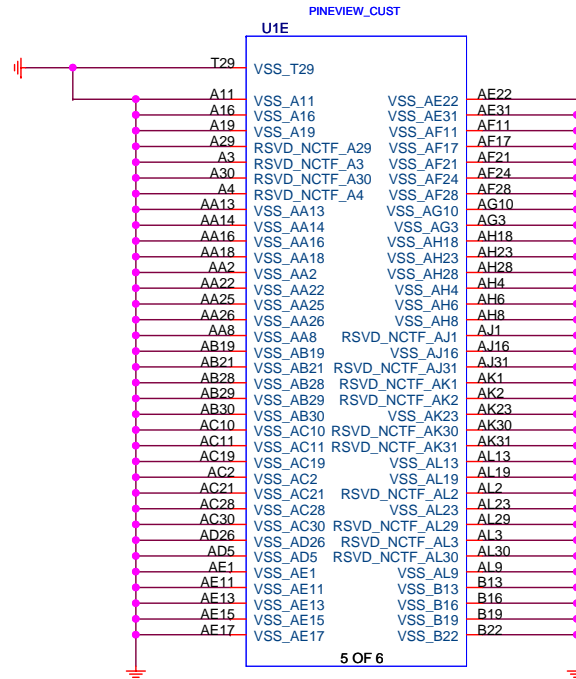 PINEVIEW_CUST
U1E
T29 VSS_T29
A11 VSS_A11 VSS_AE22 AE22
A16 VSS_A16 VSS_AE31 AE31
A19 VSS_A19 VSS_AF11 AF11
A29 RSVD_NCTF_A29 VSS_AF17 AF17
A3 RSVD_NCTF_A3 VSS_AF21 AF21
A30 RSVD_NCTF_A30 VSS_AF24 AF24
A4 RSVD_NCTF_A4 VSS_AF28 AF28
AA13 VSS_AA13 VSS_AG10 AG10
AA14 VSS_AA14 VSS_AG3 AG3
AA16 VSS_AA16 VSS_AH18 AH18
AA18 VSS_AA18 VSS_AH23 AH23
AA2 VSS_AA2 VSS_AH28 AH28
AA22 VSS_AA22 VSS_AH4 AH4
AA25 VSS_AA25 VSS_AH6 AH6
AA26 VSS_AA26 VSS_AH8 AH8
AA8 VSS_AA8 RSVD_NCTF_AJ1 AJ1
AB19 VSS_AB19 VSS_AJ16 AJ16
AB21 VSS_AB21 RSVD_NCTF_AJ31 AJ31
AB28 VSS_AB28 RSVD_NCTF_AK1 AK1
AB29 VSS_AB29 RSVD_NCTF_AK2 AK2
AB30 VSS_AB30 VSS_AK23 AK23
AC10 VSS_AC10 RSVD_NCTF_AK30 AK30
AC11 VSS_AC11 RSVD_NCTF_AK31 AK31
AC19 VSS_AC19 VSS_AL13 AL13
AC2 VSS_AC2 VSS_AL19 AL19
AC21 VSS_AC21 RSVD_NCTF_AL2 AL2
AC28 VSS_AC28 VSS_AL23 AL23
AC30 VSS_AC30 RSVD_NCTF_AL29 AL29
AD26 VSS_AD26 RSVD_NCTF_AL3 AL3
AD5 VSS_AD5 RSVD_NCTF_AL30 AL30
AE1 VSS_AE1 VSS_AL9 AL9
AE11 VSS_AE11 VSS_B13 B13
AE13 VSS_AE13 VSS_B16 B16
AE15 VSS_AE15 VSS_B19 B19
AE17 VSS_AE17 VSS_B22 B22
5 OF 6